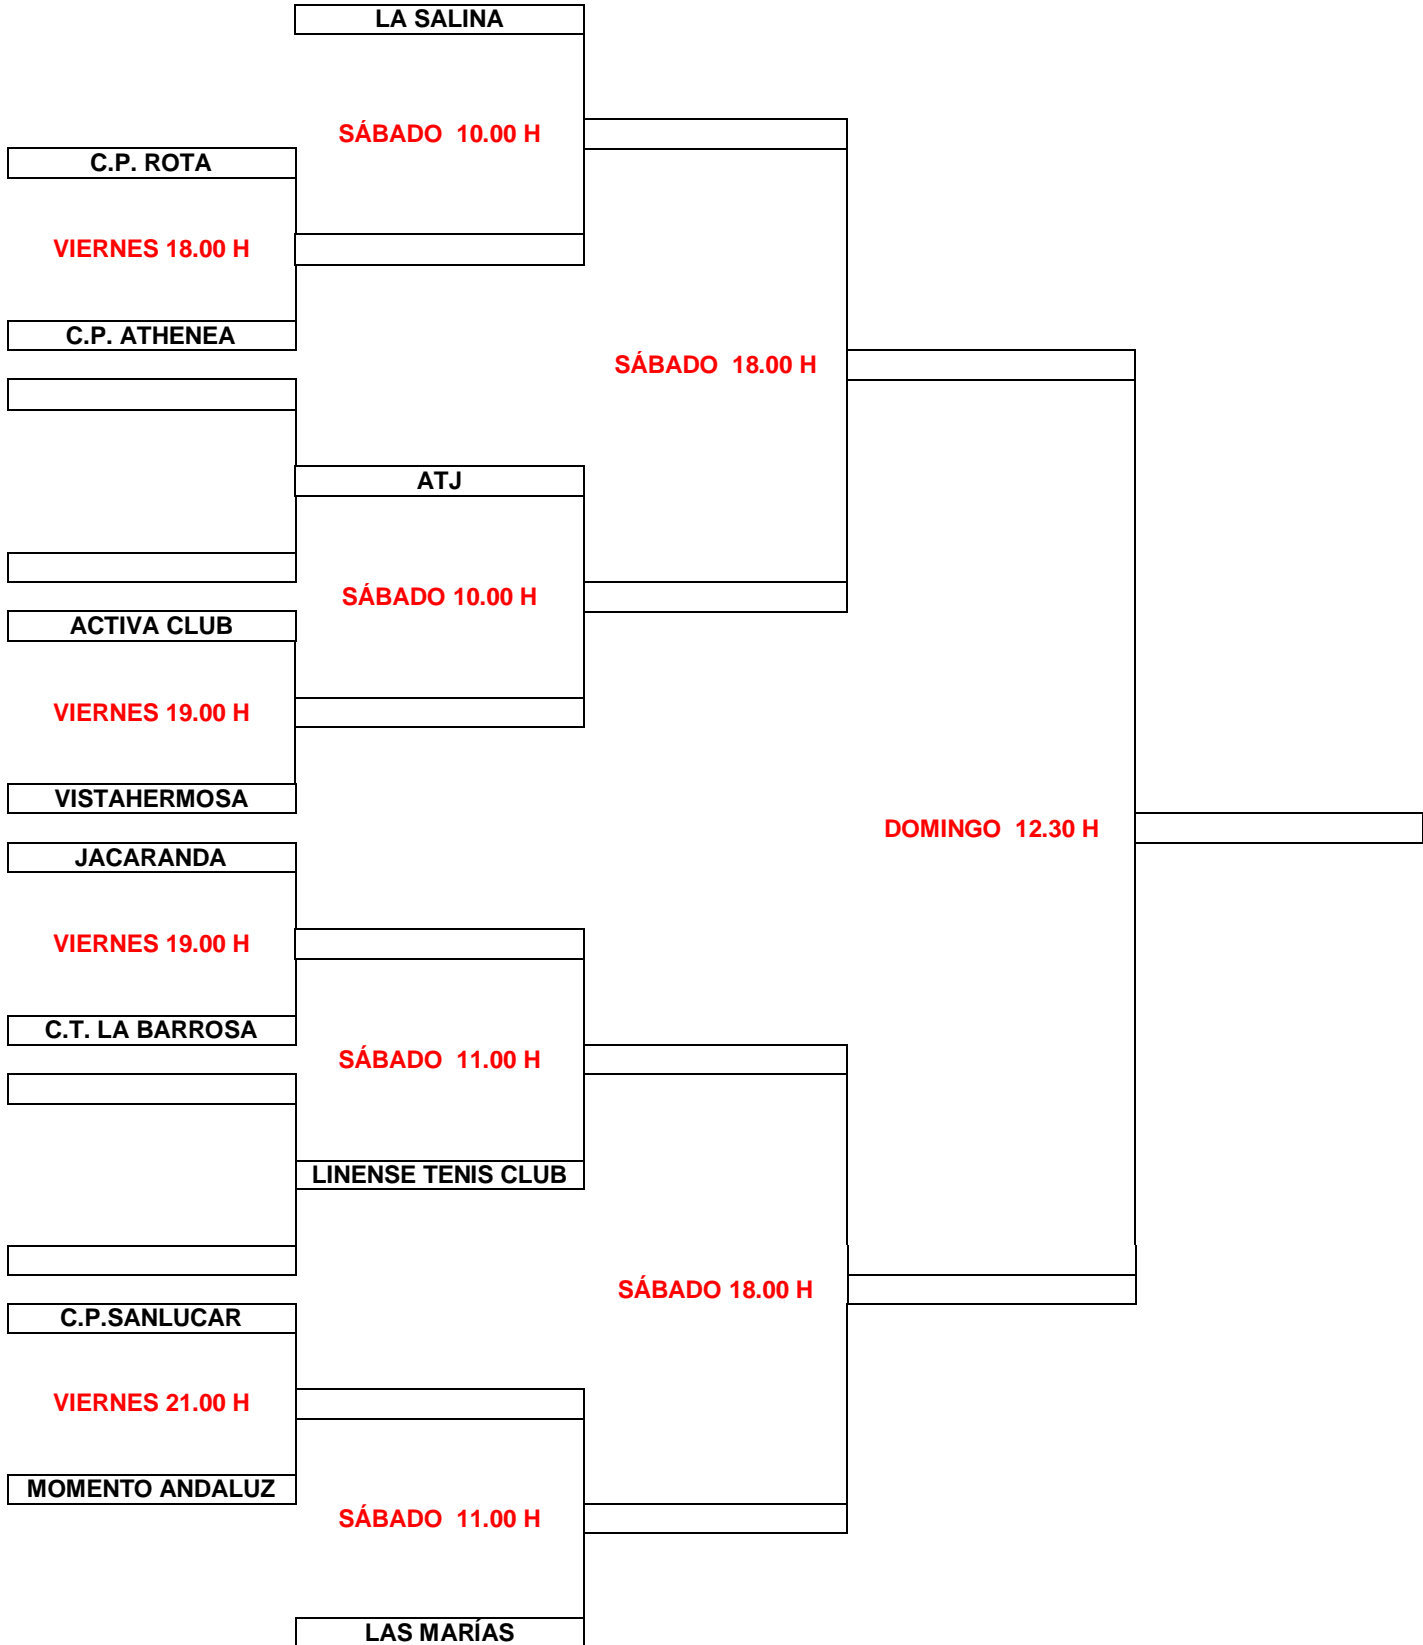 LA SALINA
SÁBADO  10.00 H
C.P. ROTA
VIERNES 18.00 H
C.P. ATHENEA
SÁBADO  18.00 H
ATJ
SÁBADO 10.00 H
ACTIVA CLUB
VIERNES 19.00 H
VISTAHERMOSA
DOMINGO  12.30 H
JACARANDA
VIERNES 19.00 H
C.T. LA BARROSA
SÁBADO  11.00 H
LINENSE TENIS CLUB
SÁBADO 18.00 H
C.P.SANLUCAR
VIERNES 21.00 H
MOMENTO ANDALUZ
SÁBADO  11.00 H
LAS MARÍAS